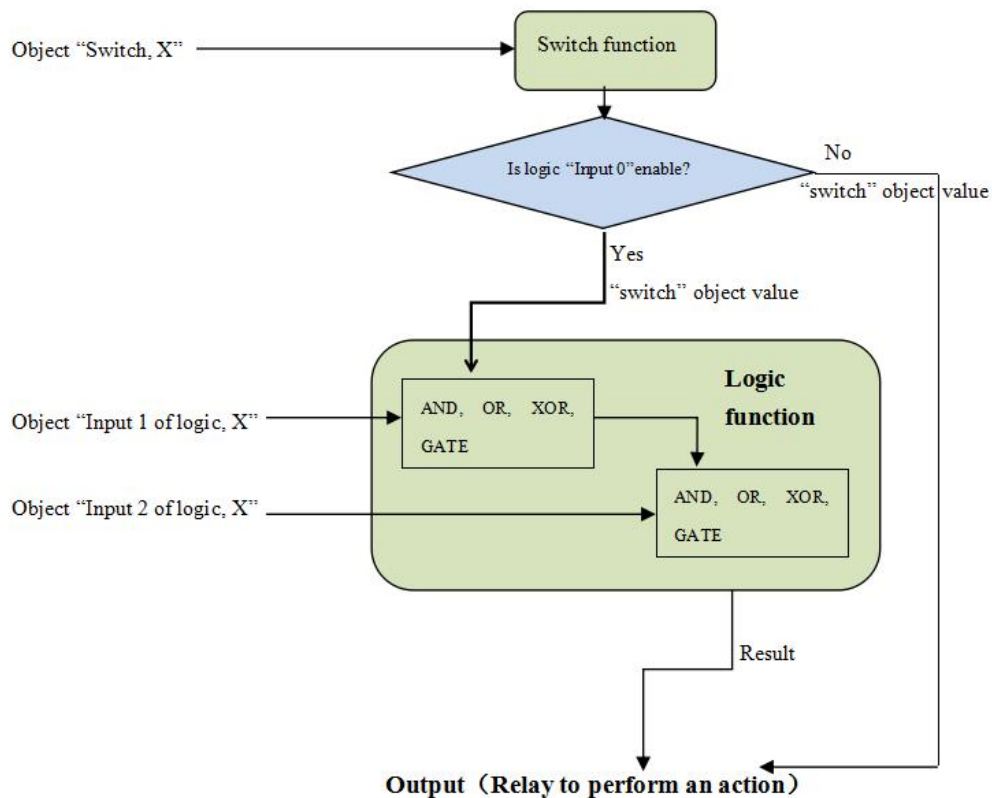 Object “Switch, X”
Switch function
Is logic “Input 0”enable?
No
“switch” object value
Yes
“switch” object value
Logic
function
Object “Input 1 of logic, X”
AND, OR, XOR,
GATE
Object “Input 2 of logic, X”
AND, OR, XOR,
GATE
Result
Output（Relay to perform an action）